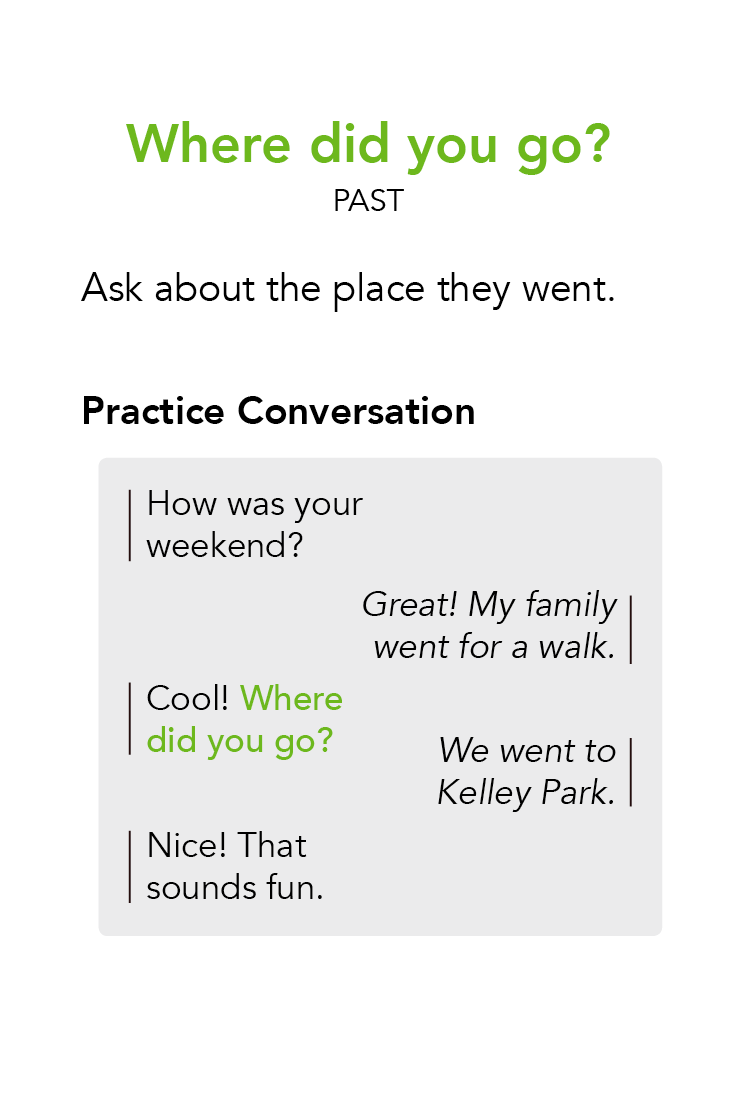 Where did you go?
PAST
Ask about the place they went.
Practice Conversation
How was your
weekend?
Great! My family
went for a walk.
Cool! Where
did you go?
We went to
Kelley Park.
Nice! That
sounds fun.